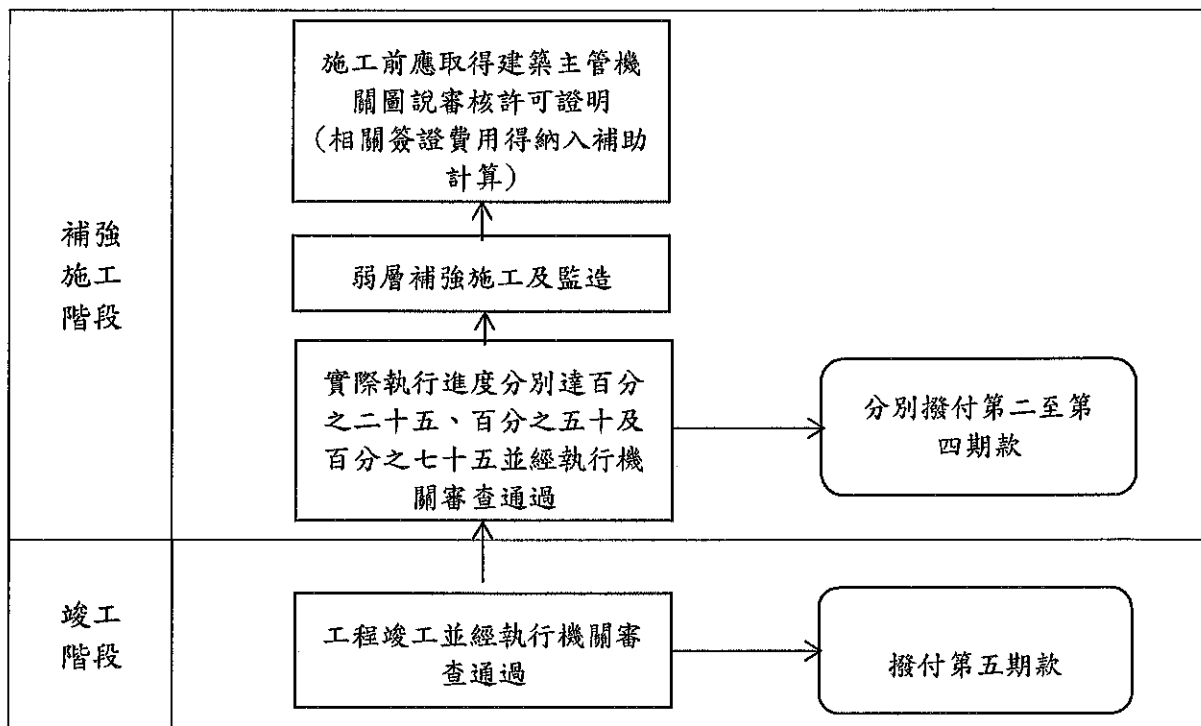 補強
施工
階段
施工前應取得建築主管機
關圖說審核許可證明
(相關簽證費用得納入補助
計算)
弱層補強施工及監造
實際執行進度分別達百分
之二十五、百分之五十及
百分之七十五並經執行機
關審查通過
分別撥付第二至第
四期款
竣工
階段
工程竣工並經執行機關審
查通過
撥付第五期款